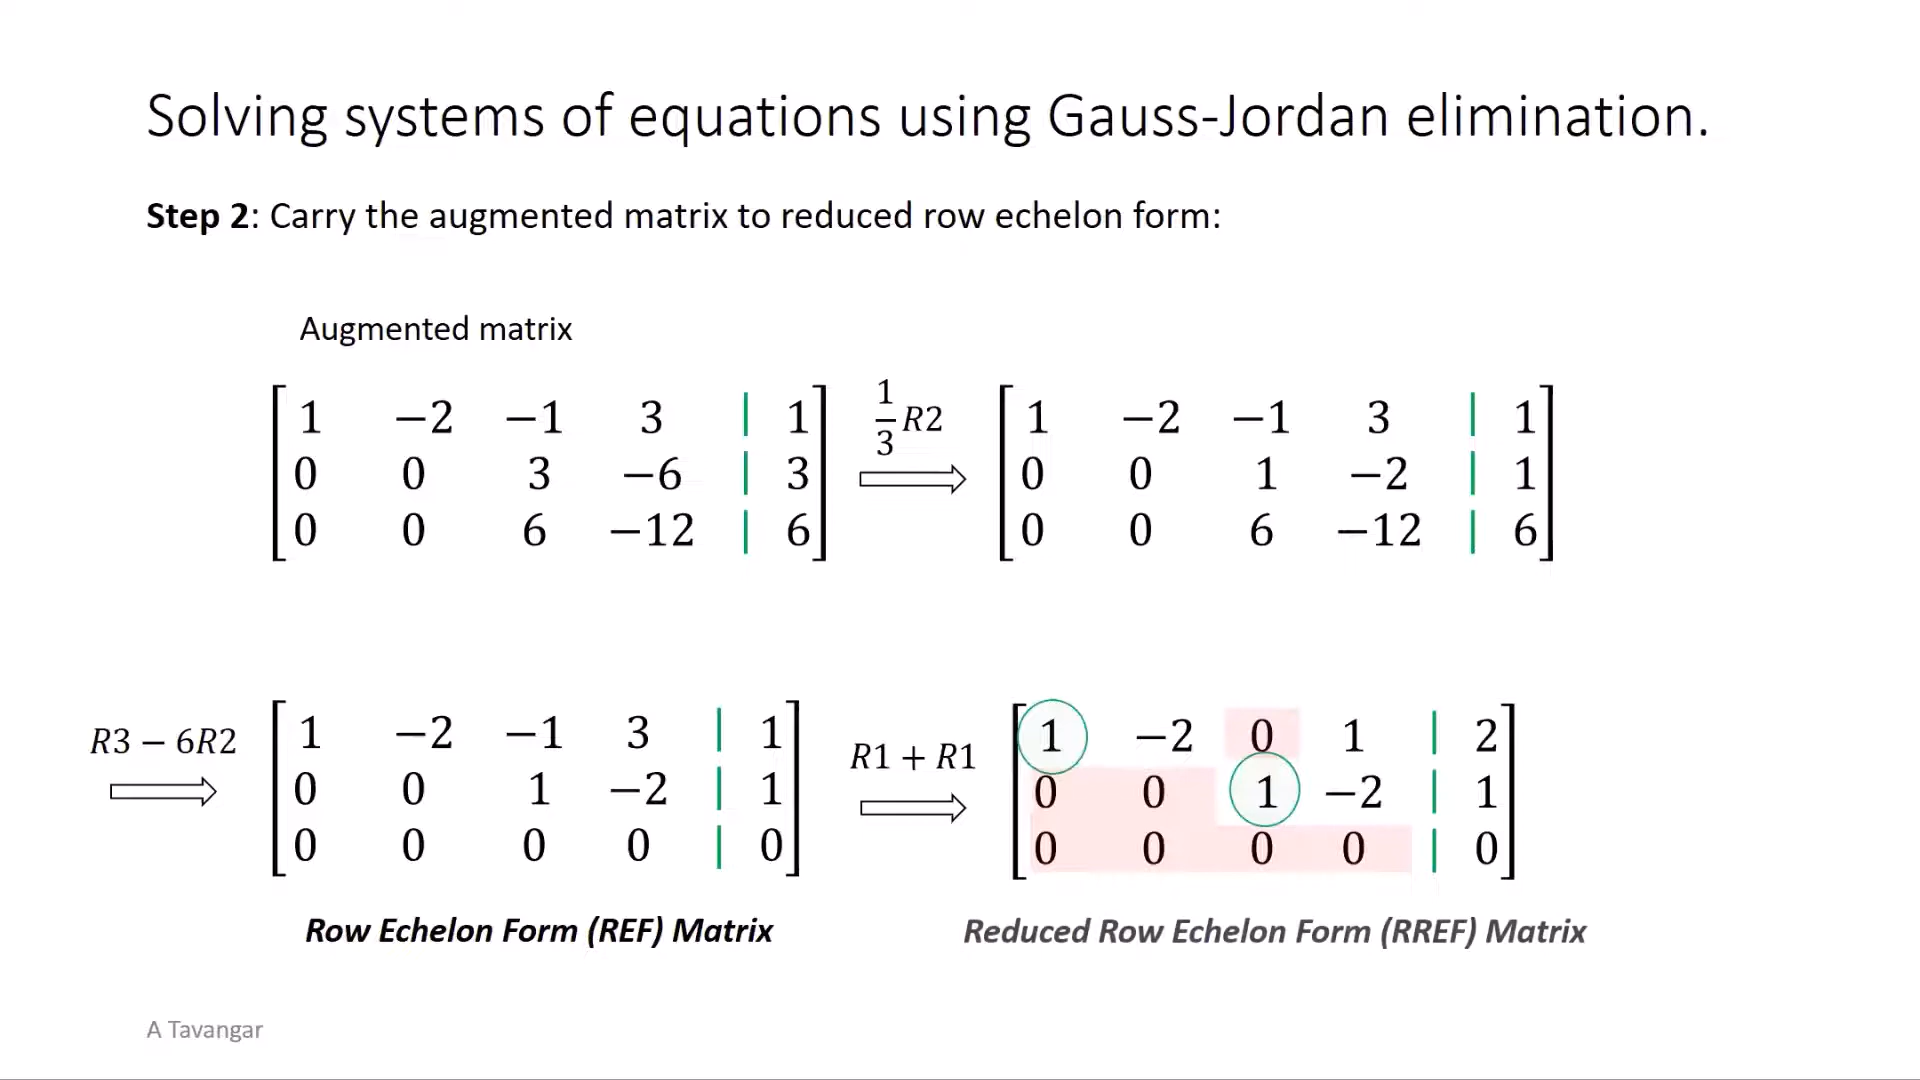 Solving systems of equations using Gauss-Jordan elimination.
Step 2: Carry the augmented matrix to reduced row echelon form:
Augmented matrix
[1 −2 −1 3 | 1]
[0 0 3 −6 | 3]
[0 0 6 −12 | 6]
1/3 R2
[1 −2 −1 3 | 1]
[0 0 1 −2 | 1]
[0 0 6 −12 | 6]
R3 − 6R2
[1 −2 −1 3 | 1]
[0 0 1 −2 | 1]
[0 0 0 0 | 0]
Row Echelon Form (REF) Matrix
R1 + R1
[1 −2 0 1 | 2]
[0 0 1 −2 | 1]
[0 0 0 0 | 0]
Reduced Row Echelon Form (RREF) Matrix
A Tavangar